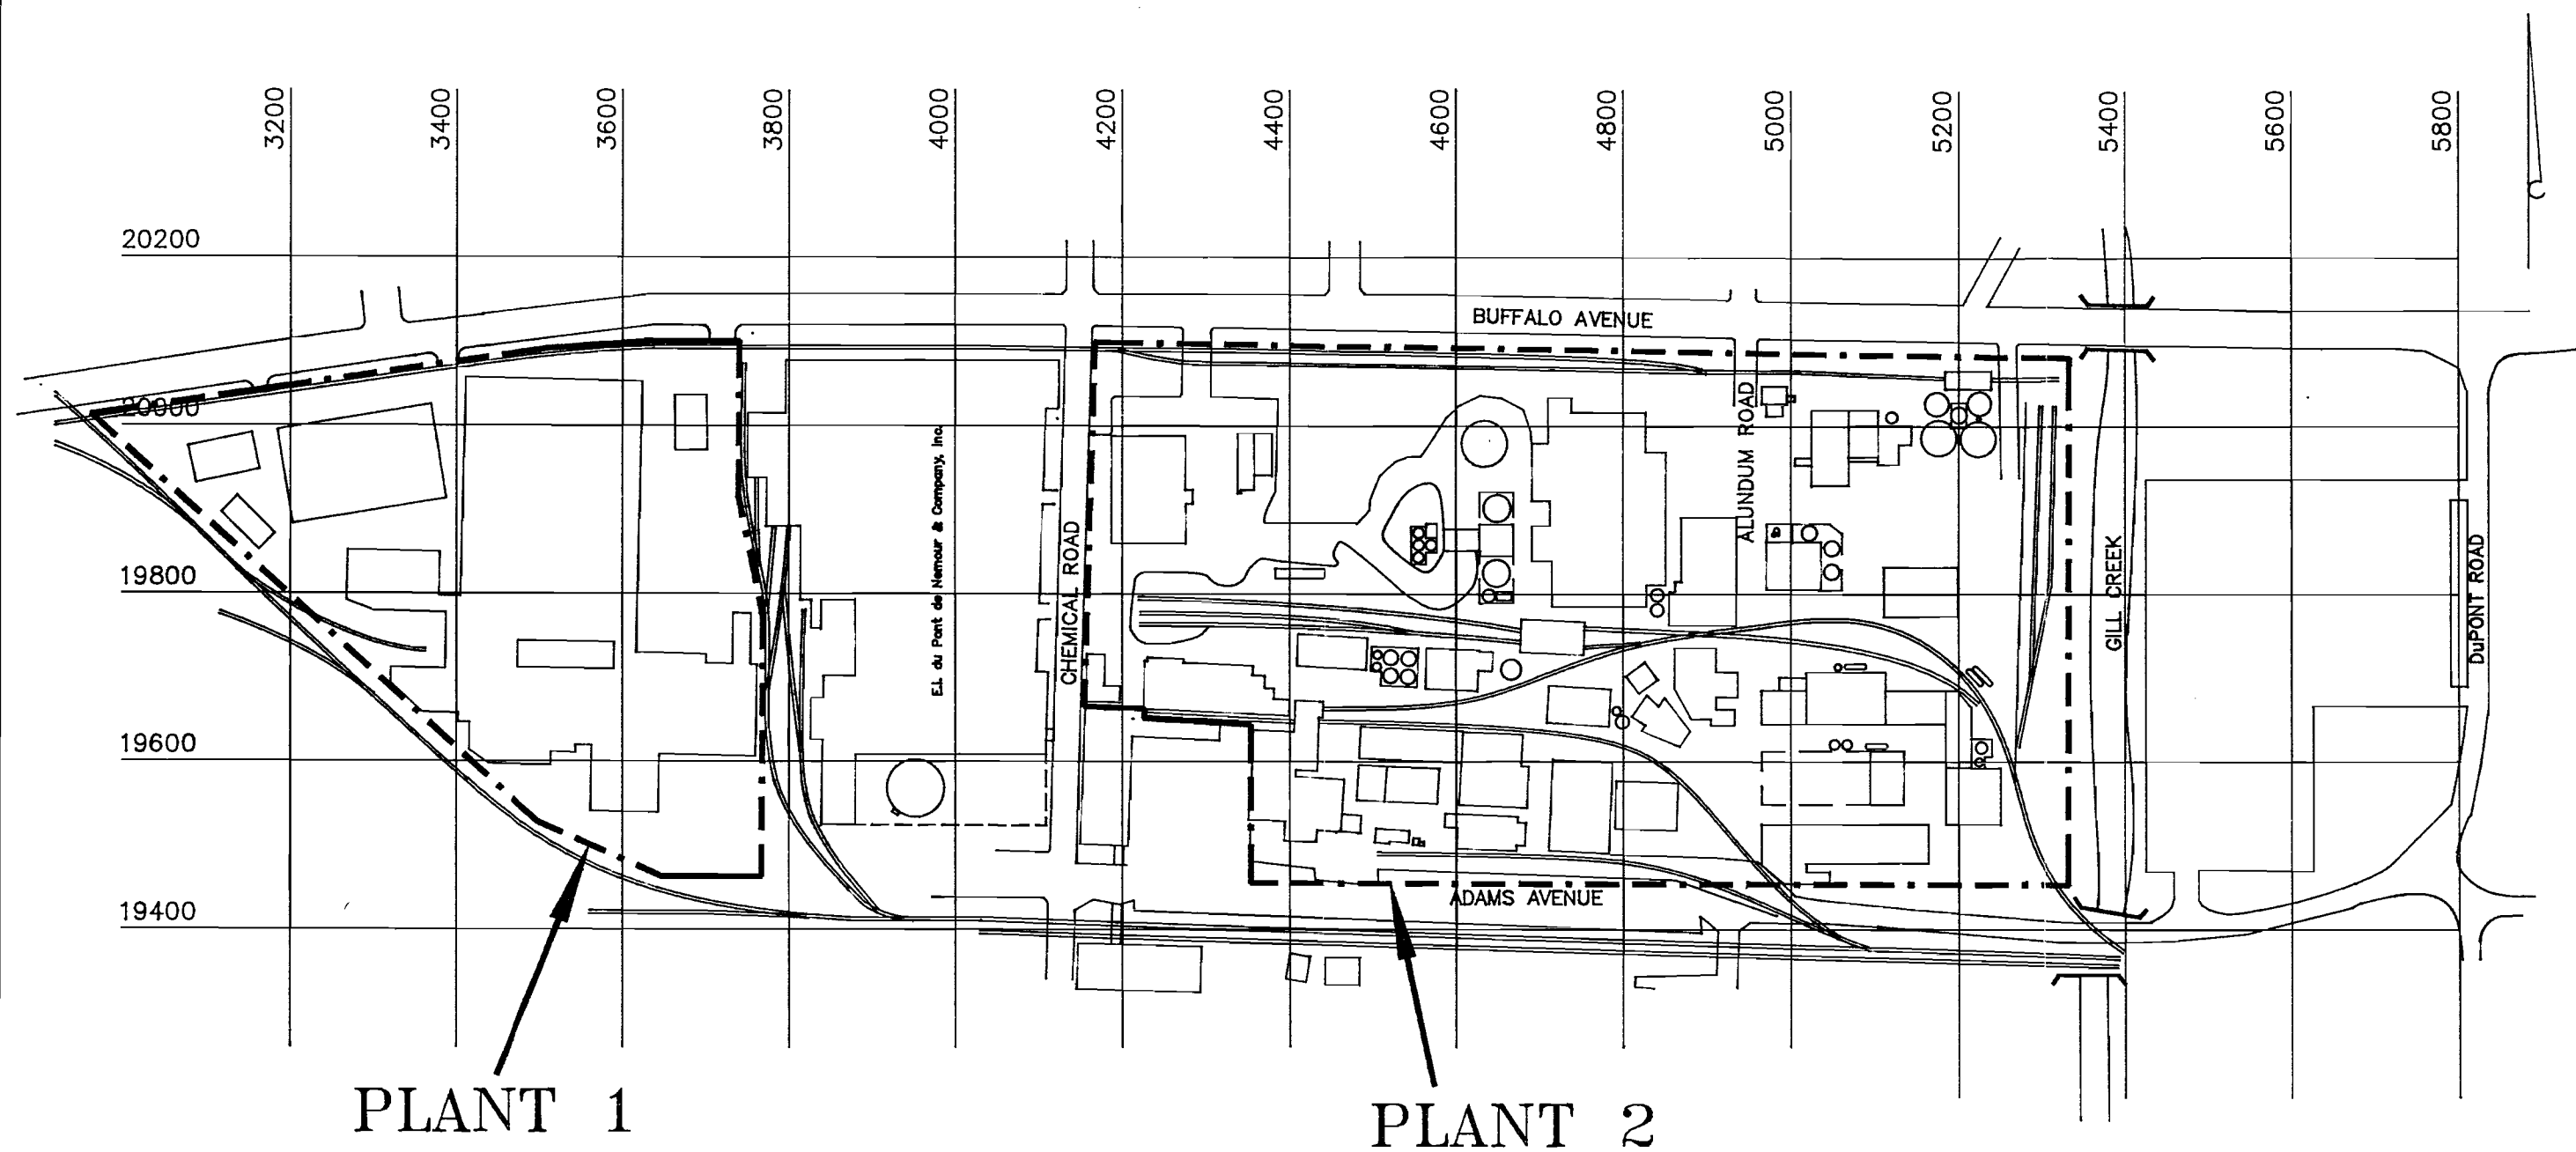 3200
3400
3600
3800
4000
4200
4400
4600
4800
5000
5200
5400
5600
5800
20200
BUFFALO AVENUE
20000
E.I. du Pont de Nemour & Company, Inc.
CHEMICAL ROAD
ALUNDUM ROAD
GILL CREEK
DuPONT ROAD
19800
19600
19400
ADAMS AVENUE
PLANT 1
PLANT 2